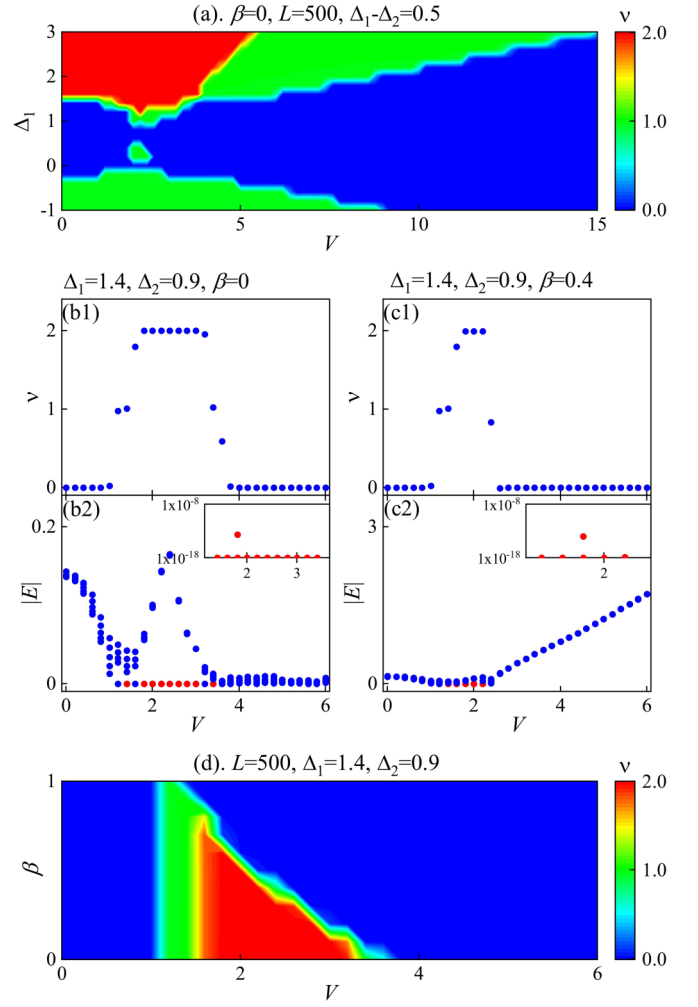 (a). β=0, L=500, Δ₁-Δ₂=0.5
ν
3
2
1
0
-1
Δ₁
0
5
10
15
V
2.0
1.0
0.0
Δ₁=1.4, Δ₂=0.9, β=0
Δ₁=1.4, Δ₂=0.9, β=0.4
(b1)
2
1
0
ν
(c1)
2
1
0
ν
(b2)
0.2
0
|E|
1x10⁻⁸
1x10⁻¹⁸
2
3
0
2
4
6
V
(c2)
3
0
|E|
1x10⁻⁸
1x10⁻¹⁸
2
0
2
4
6
V
(d). L=500, Δ₁=1.4, Δ₂=0.9
ν
1
0
β
0
2
4
6
V
2.0
1.0
0.0